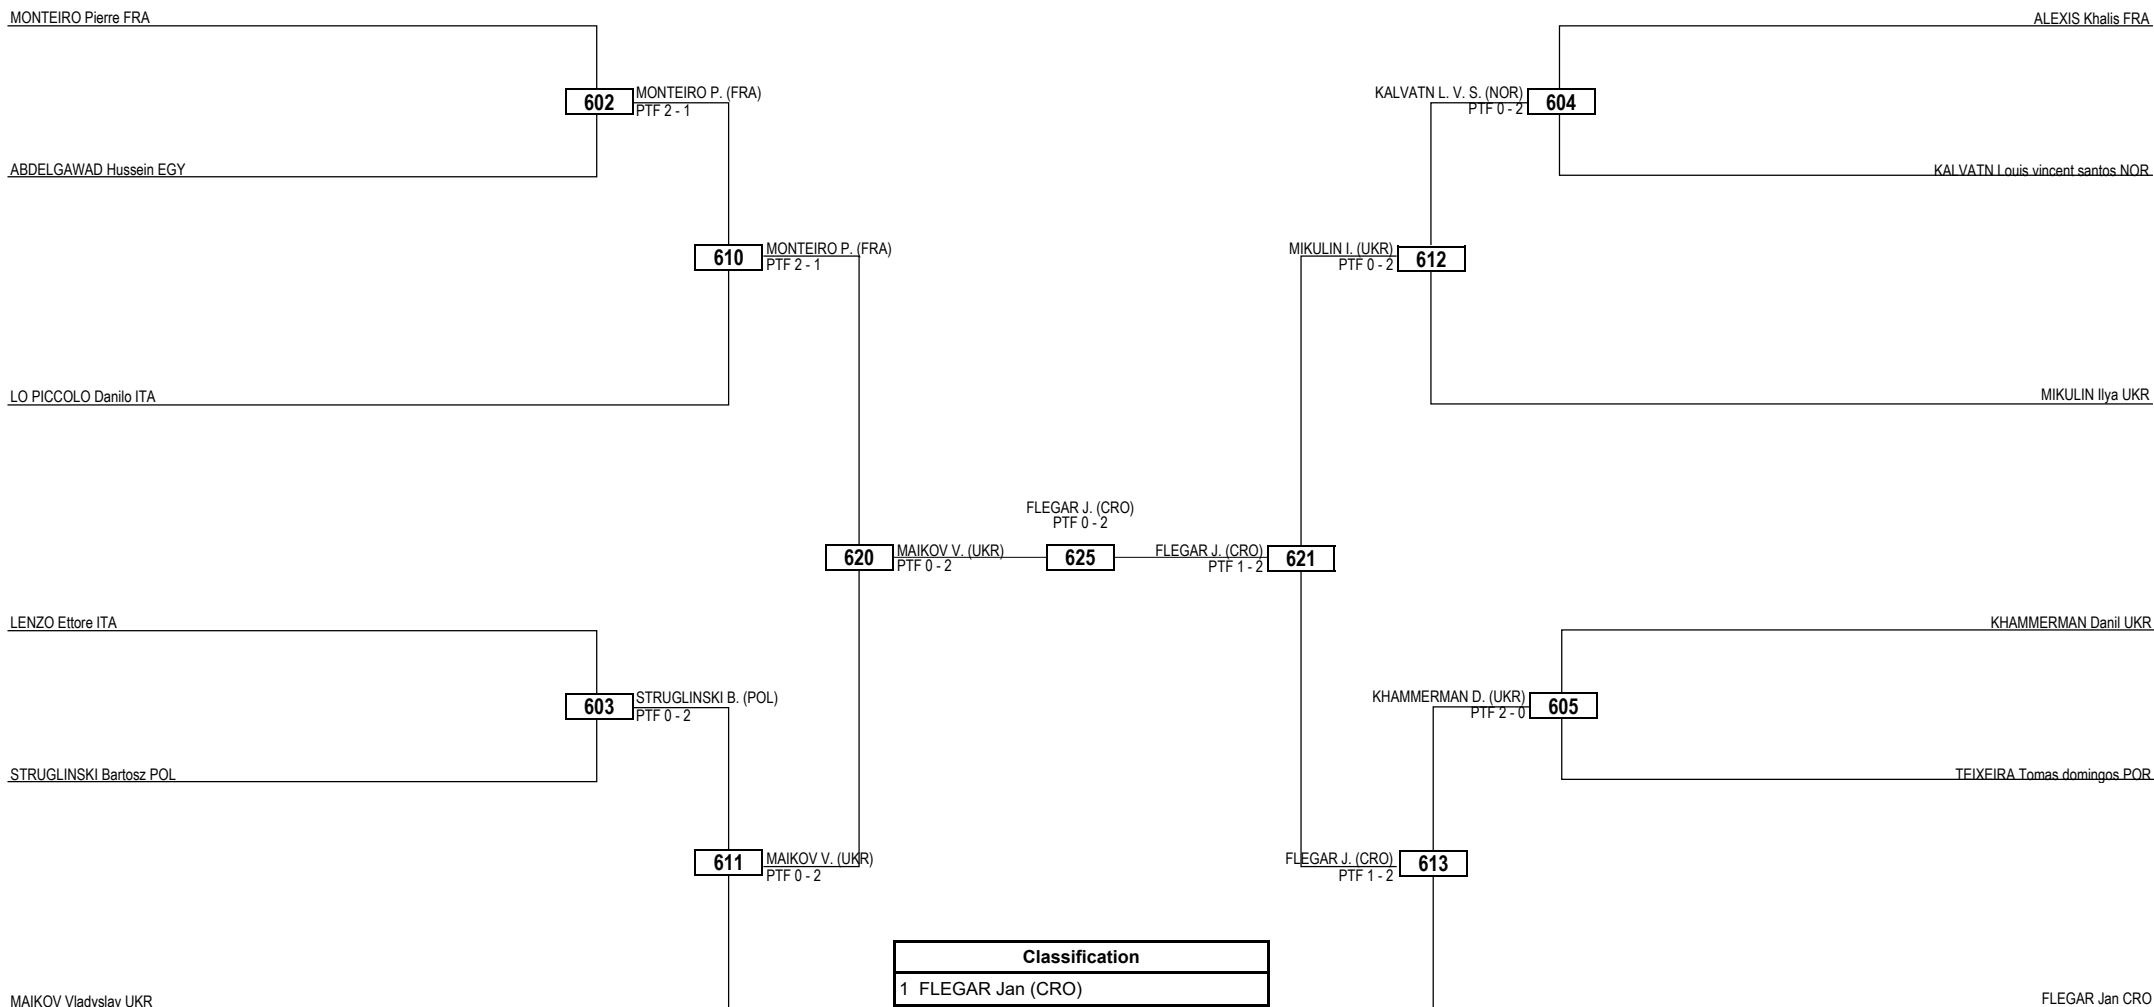 MONTEIRO Pierre FRA
ALEXIS Khalis FRA
602
MONTEIRO P. (FRA)
PTF 2 - 1
KALVATN L. V. S. (NOR)
PTF 0 - 2
604
ABDELGAWAD Hussein EGY
KALVATN Louis vincent santos NOR
610
MONTEIRO P. (FRA)
PTF 2 - 1
MIKULIN I. (UKR)
PTF 0 - 2
612
LO PICCOLO Danilo ITA
MIKULIN Ilya UKR
FLEGAR J. (CRO)
PTF 0 - 2
620
MAIKOV V. (UKR)
PTF 0 - 2
625
FLEGAR J. (CRO)
PTF 1 - 2
621
LENZO Ettore ITA
KHAMMERMAN Danil UKR
603
STRUGLINSKI B. (POL)
PTF 0 - 2
KHAMMERMAN D. (UKR)
PTF 2 - 0
605
STRUGLINSKI Bartosz POL
TEIXEIRA Tomas domingos POR
611
MAIKOV V. (UKR)
PTF 0 - 2
FLEGAR J. (CRO)
PTF 1 - 2
613
Classification
1 FLEGAR Jan (CRO)
MAIKOV Vladyslav UKR
FLEGAR Jan CRO